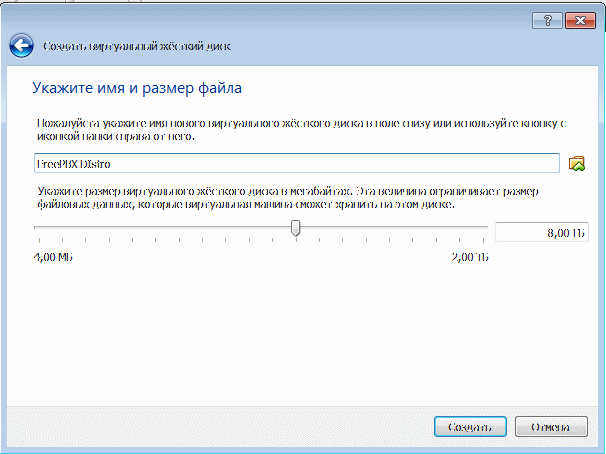 Создать виртуальный жёсткий диск
Укажите имя и размер файла
Пожалуйста укажите имя нового виртуального жёсткого диска в поле снизу или используйте кнопку с
иконкой папки справа от него.
FreePBX DIstro
Укажите размер виртуального жёсткого диска в мегабайтах. Эта величина ограничивает размер
файловых данных, которые виртуальная машина сможет хранить на этом диске.
8,00 ГБ
4,00 МБ 2,00 ТБ
Создать Отмена